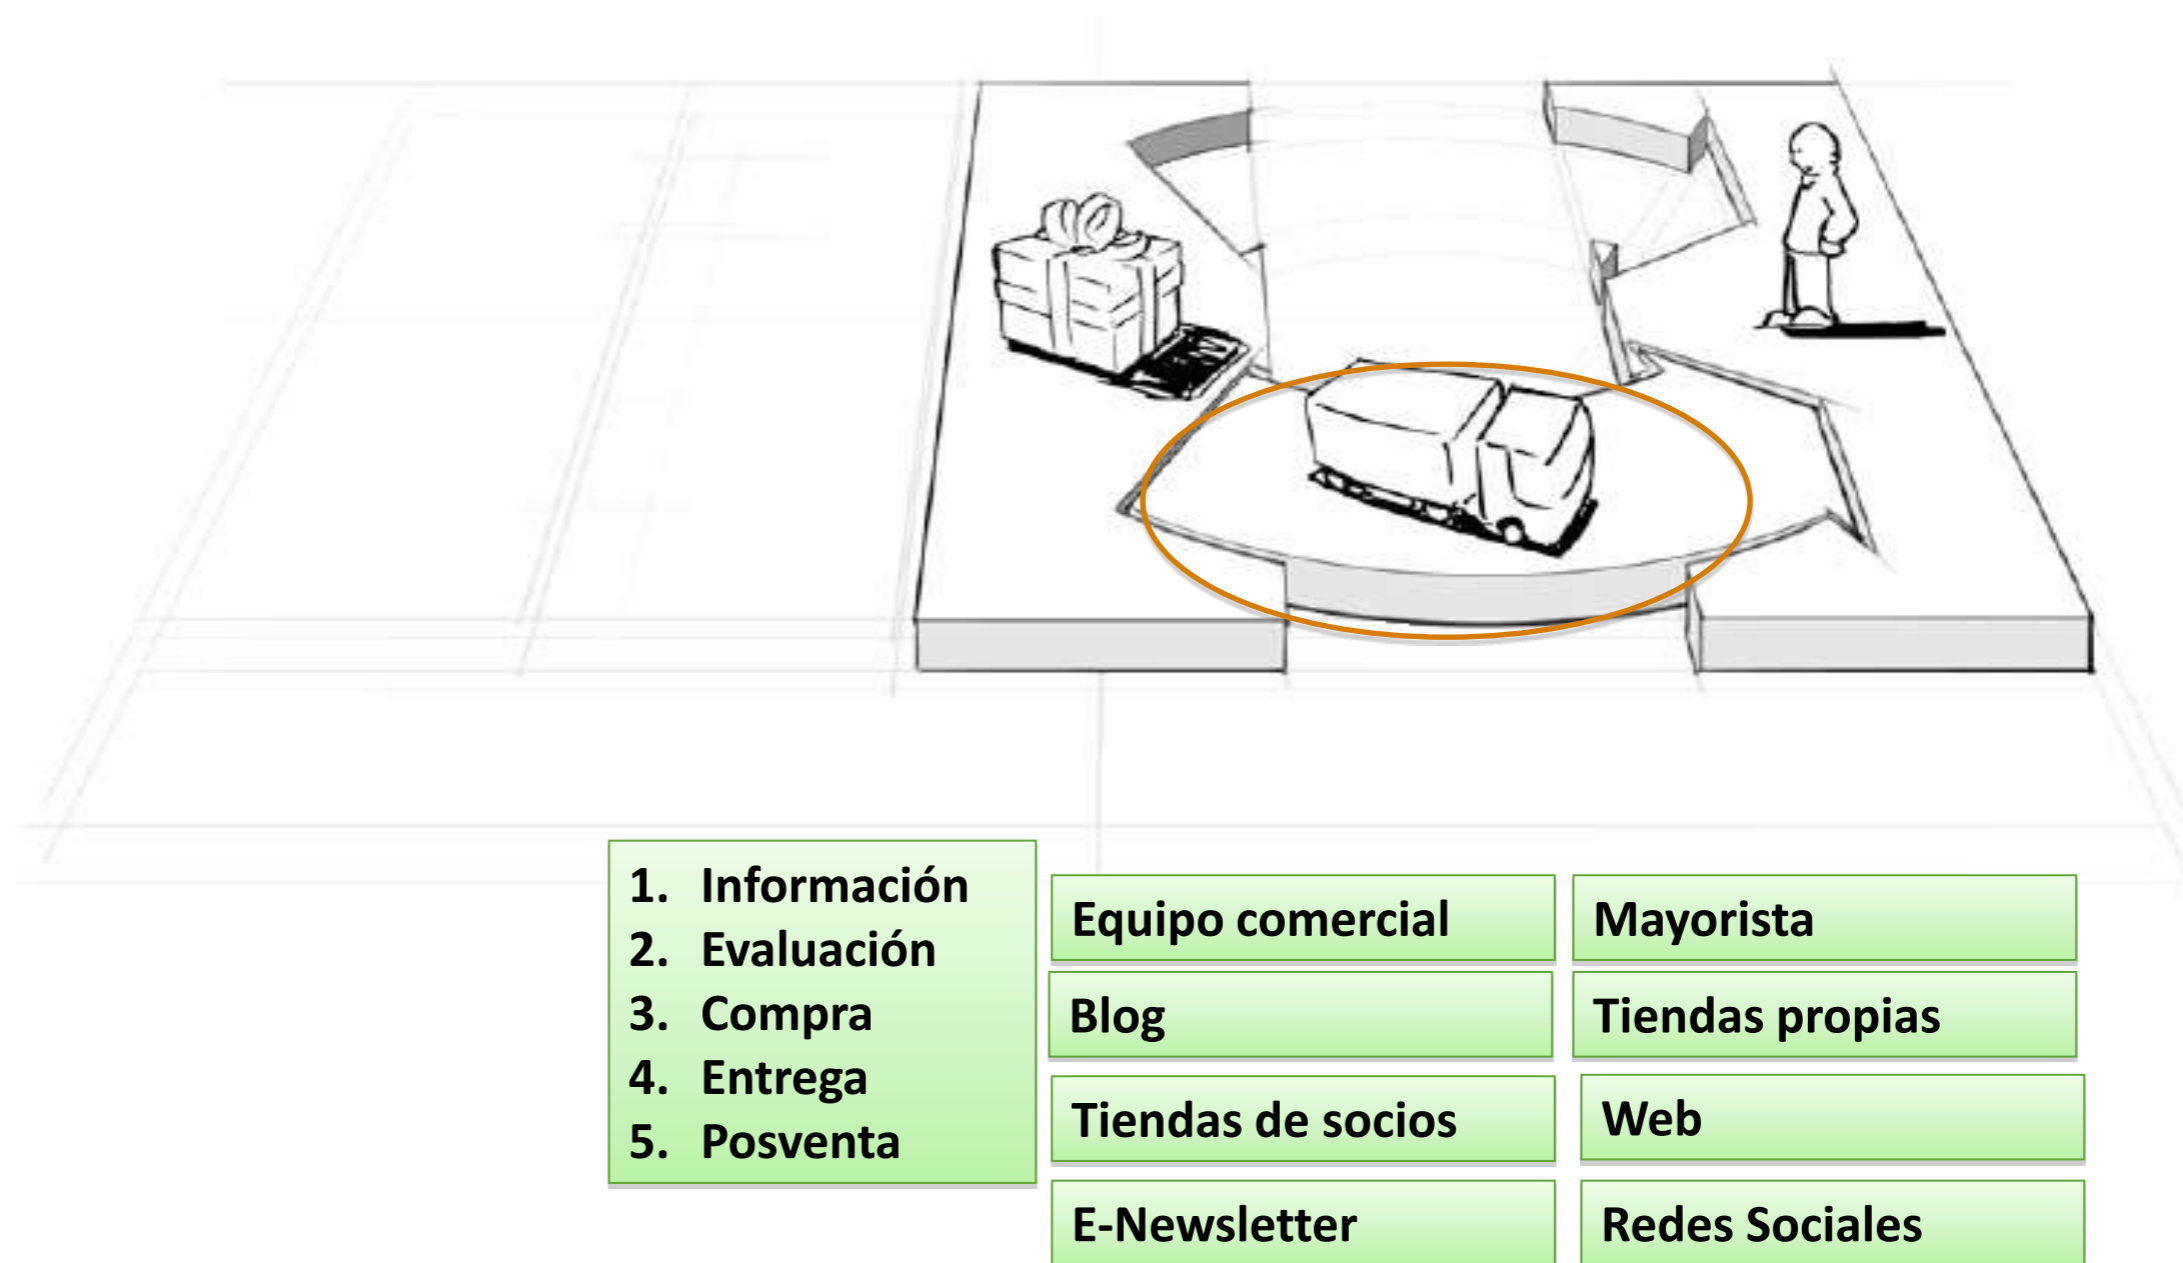 1. Información
2. Evaluación
3. Compra
4. Entrega
5. Posventa
Equipo comercial
Mayorista
Blog
Tiendas propias
Tiendas de socios
Web
E-Newsletter
Redes Sociales